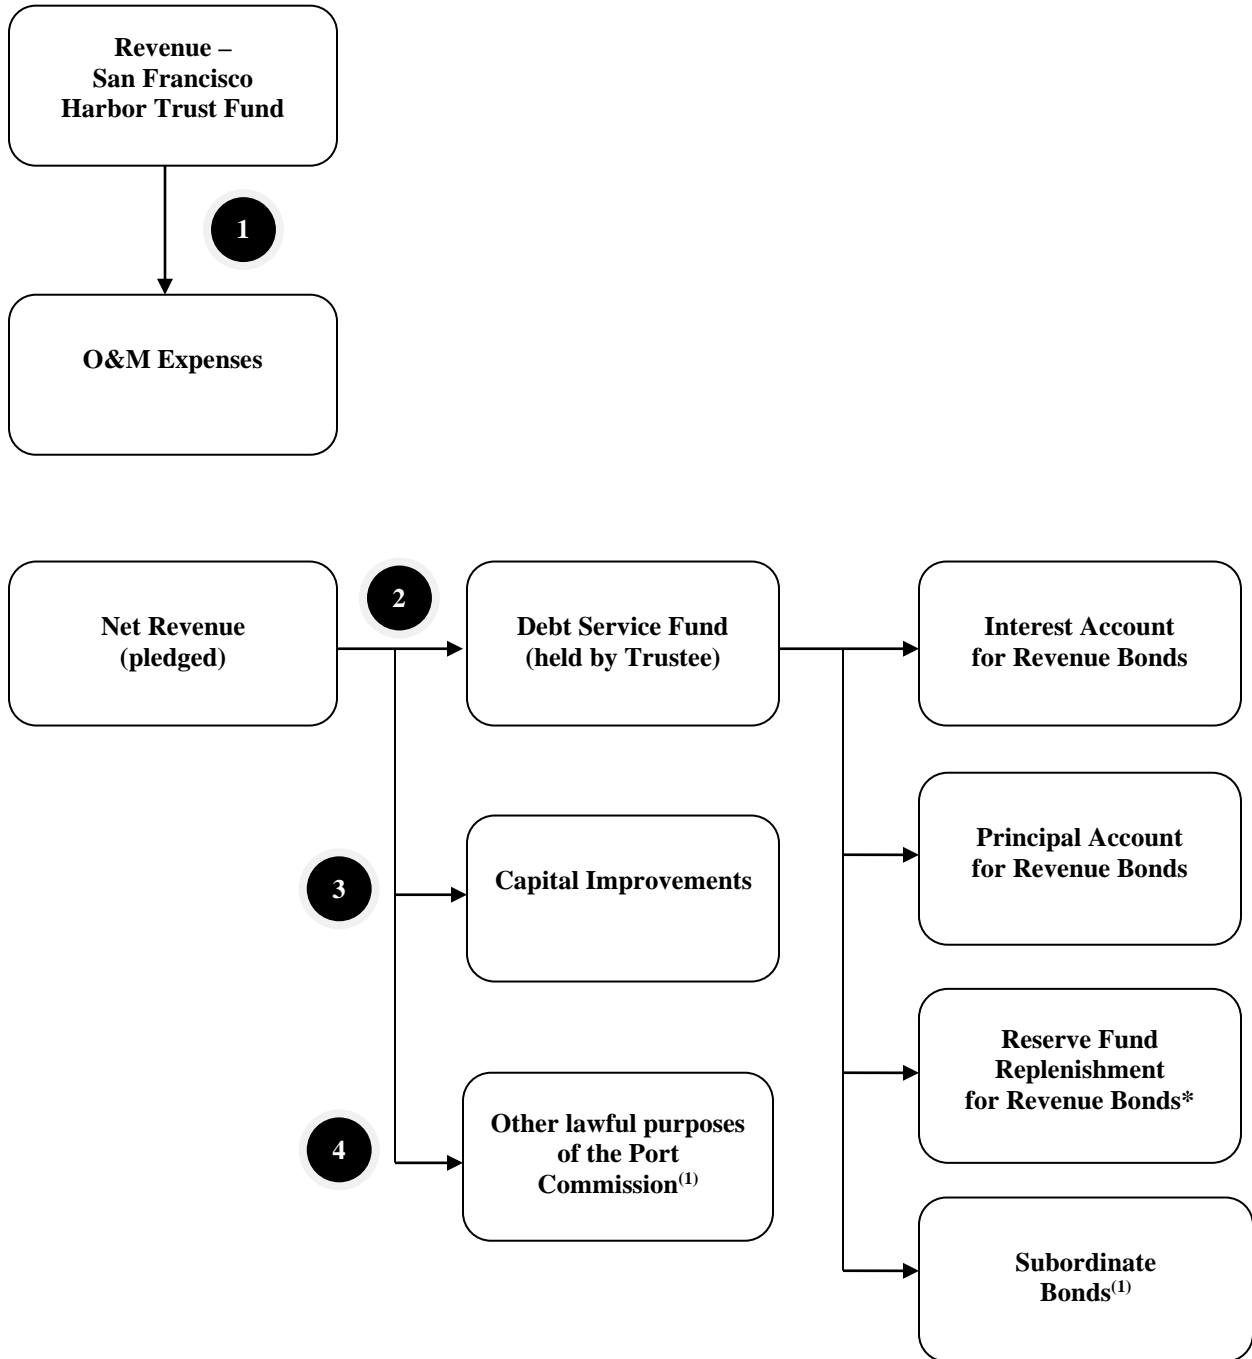 Revenue –
San Francisco
Harbor Trust Fund
1
O&M Expenses
Net Revenue
(pledged)
2
Debt Service Fund
(held by Trustee)
Interest Account
for Revenue Bonds
3
Capital Improvements
Principal Account
for Revenue Bonds
4
Other lawful purposes
of the Port
Commission(1)
Reserve Fund
Replenishment
for Revenue Bonds*
Subordinate
Bonds(1)